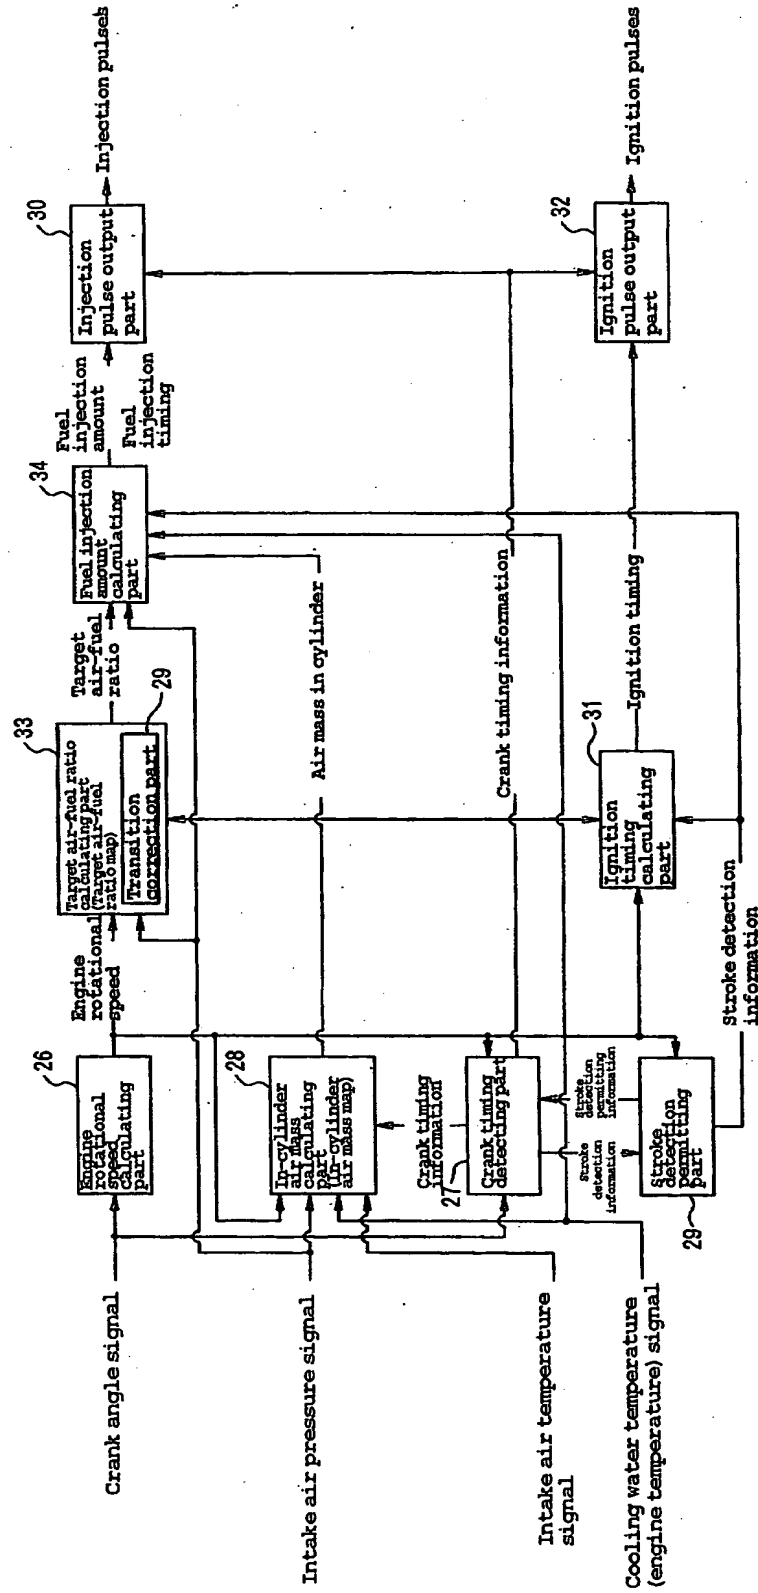 Crank angle signal
Intake air pressure signal
Intake air temperature
signal
Cooling water temperature
(engine temperature) signal
26
Engine
rotational
speed
calculating
part
28
In-cylinder
air mass
calculating
part
(in-cylinder
air mass map)
Crank timing
information
27
Crank timing
detecting part
Stroke
detection
permitting
information
Stroke
detection
information
Stroke
detection
permitting
part
29
Engine
rotational
speed
33
Target air-fuel ratio
calculating part
(Target air-fuel
ratio map)
29
Transition
correction part
Air mass in cylinder
Crank timing information
31
Ignition
timing
calculating
part
Stroke detection
information
Target
air-fuel
ratio
34
Fuel injection
amount
calculating
part
Ignition timing
Fuel
injection
amount
Fuel
injection
timing
30
Injection
pulse output
part
32
Ignition
pulse output
part
Injection pulses
Ignition pulses